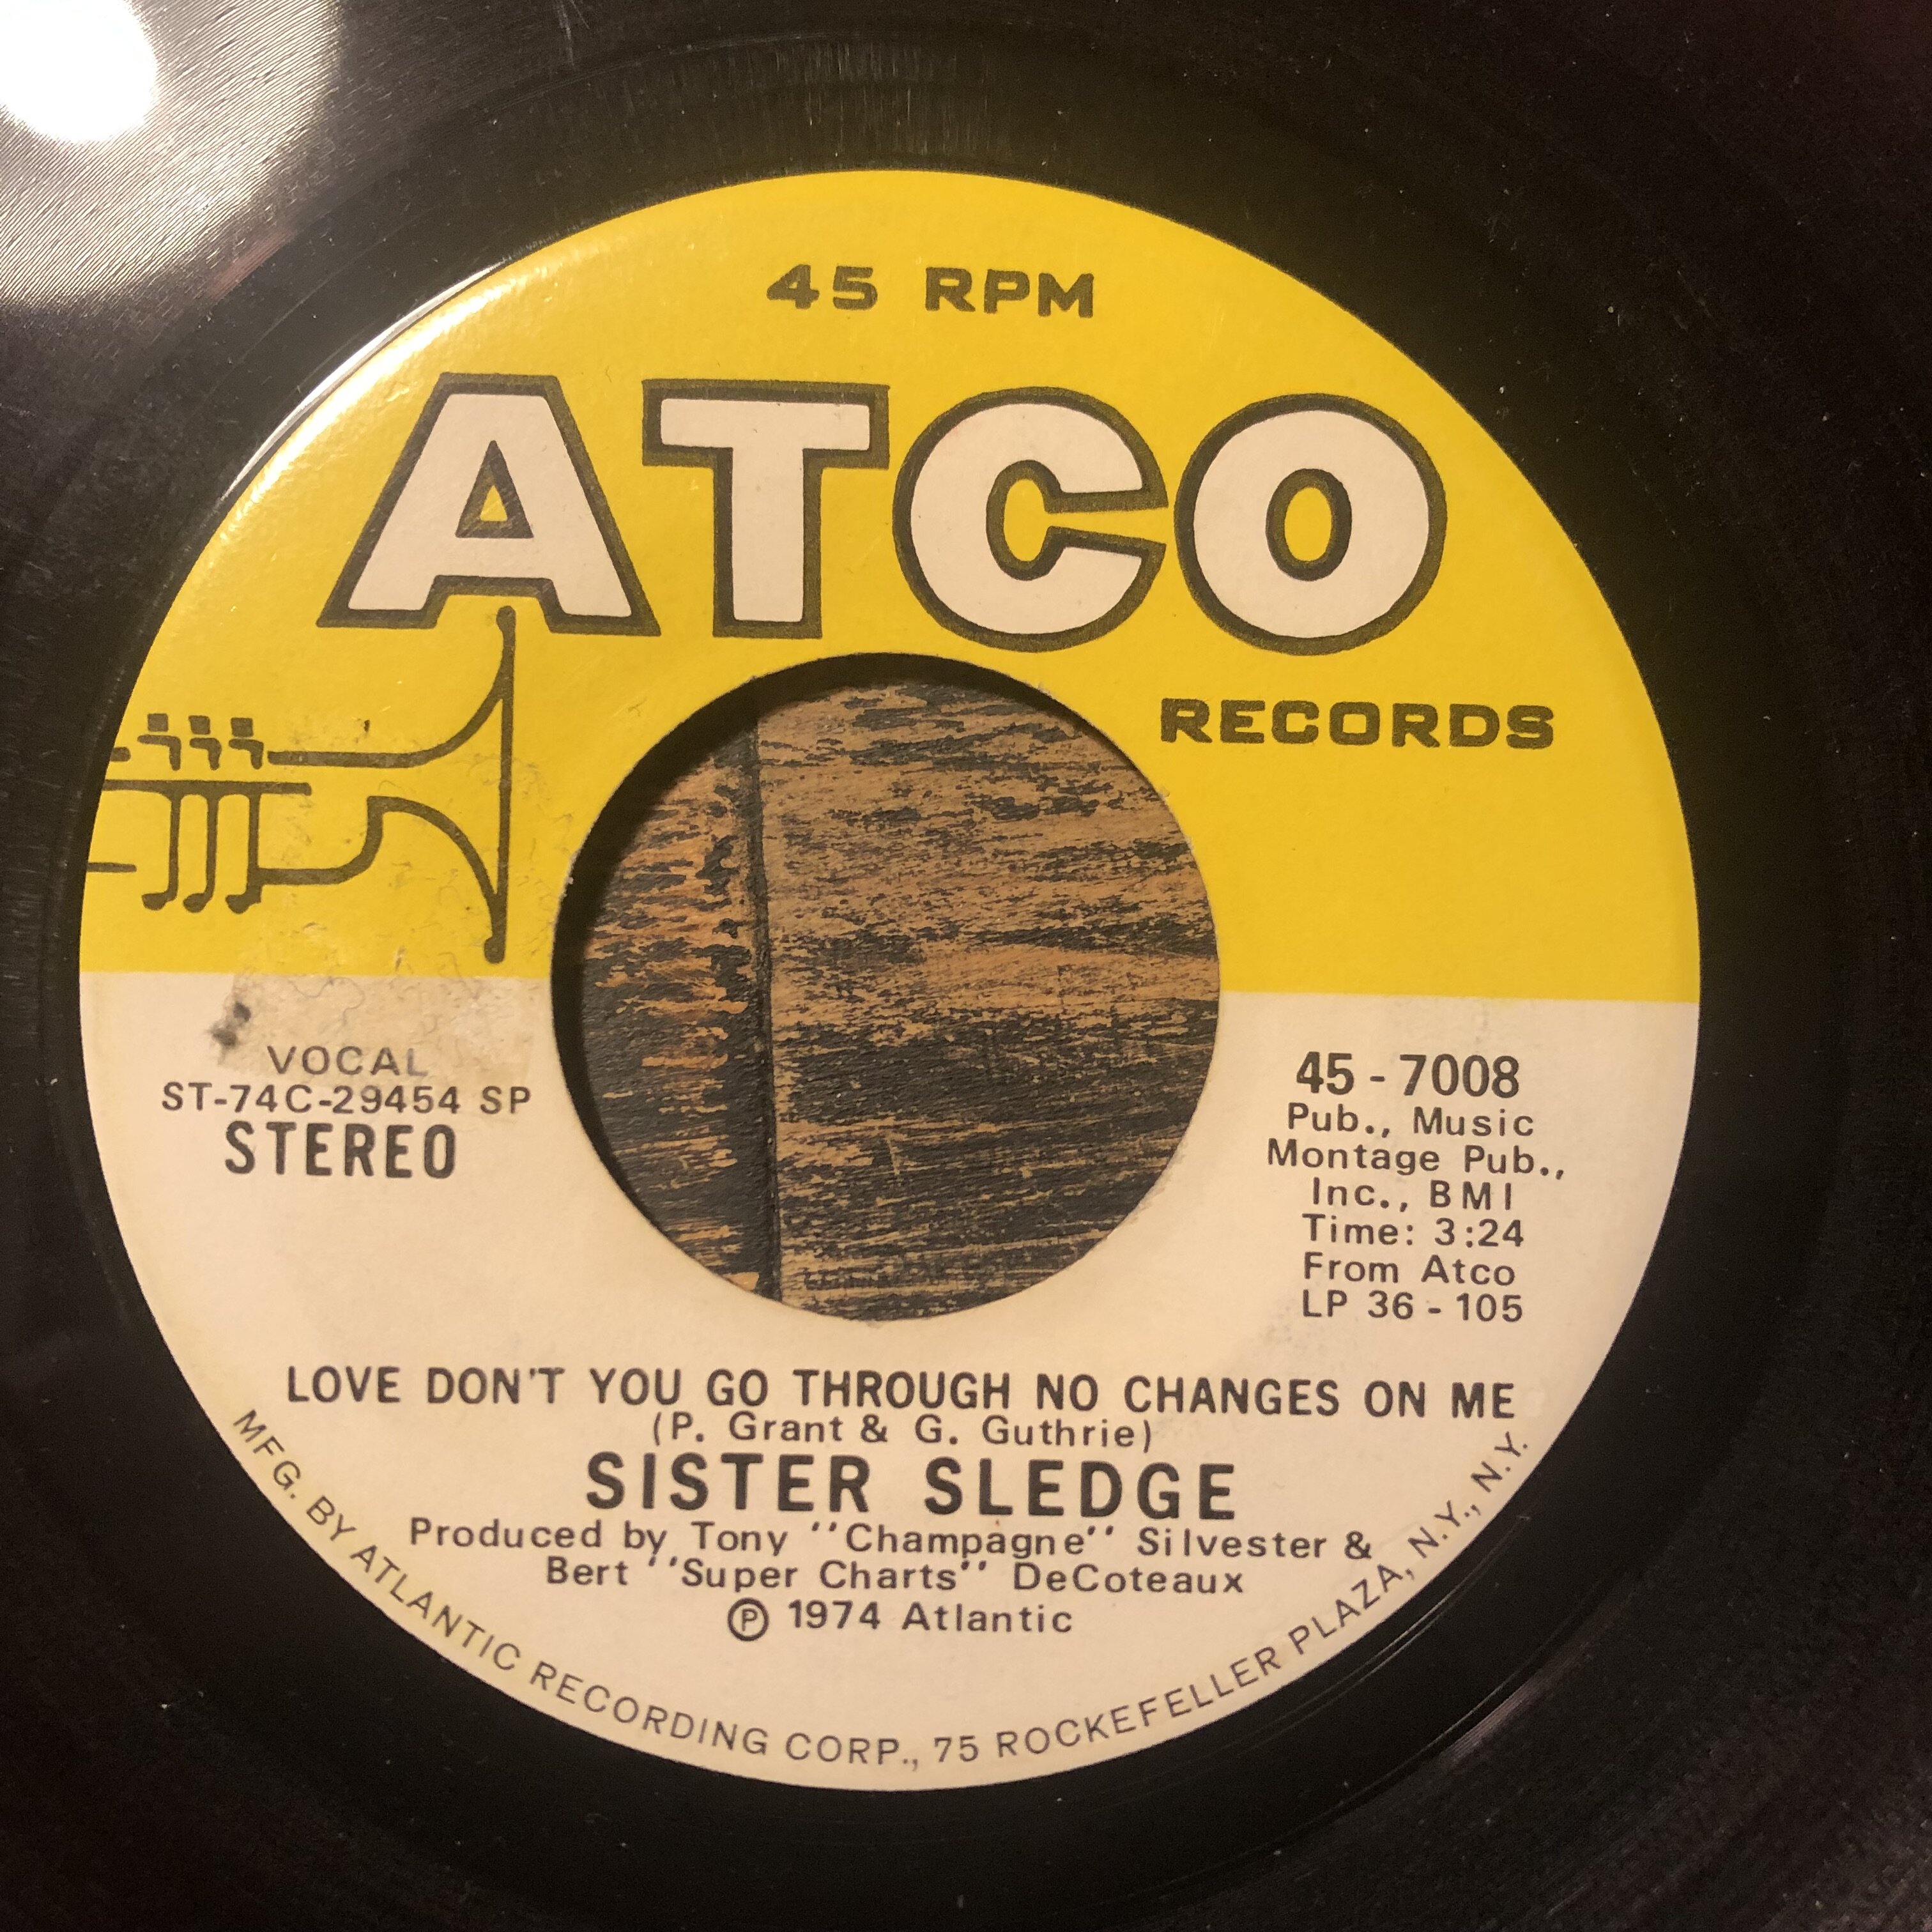 45 RPM
ATCO
RECORDS
VOCAL
ST-74C-29454 SP
STEREO
45 - 7008
Pub., Music
Montage Pub.,
Inc., BMI
Time: 3:24
From Atco
LP 36 - 105
LOVE DON'T YOU GO THROUGH NO CHANGES ON ME
(P. Grant & G. Guthrie)
SISTER SLEDGE
Produced by Tony ''Champagne'' Silvester &
Bert ''Super Charts'' DeCoteaux
℗ 1974 Atlantic
MFG. BY ATLANTIC RECORDING CORP., 75 ROCKEFELLER PLAZA, N.Y., N.Y.